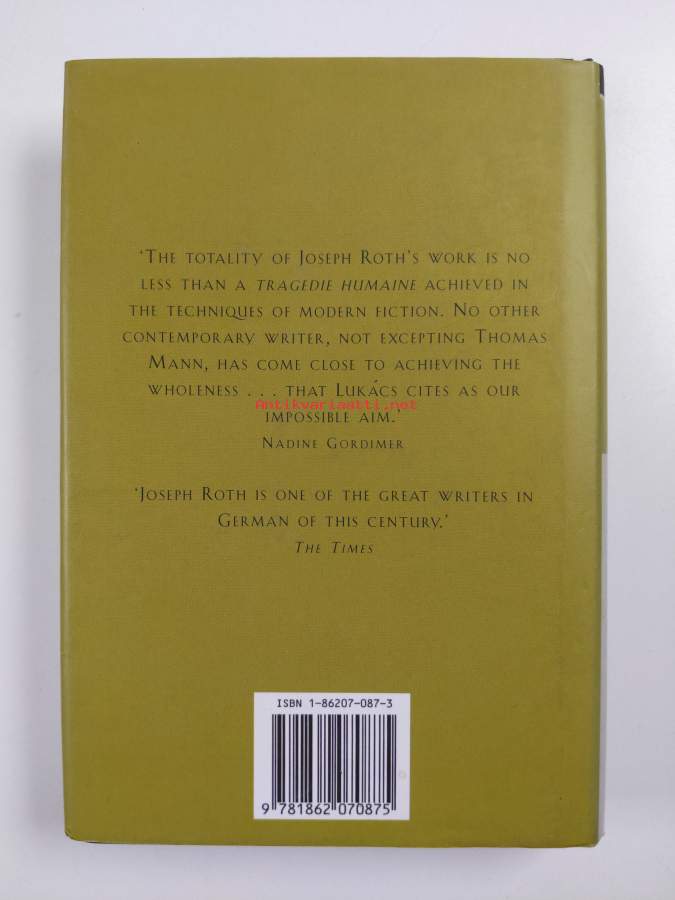 ‘The totality of Joseph Roth’s work is no
less than a tragedie humaine achieved in
the techniques of modern fiction. No other
contemporary writer, not excepting Thomas
Mann, has come close to achieving the
wholeness . . . that Lukács cites as our
Antikvariaatti.net
impossible aim.’
Nadine Gordimer
‘Joseph Roth is one of the great writers in
German of this century.’
The Times
ISBN 1-86207-087-3
9 781862 070875